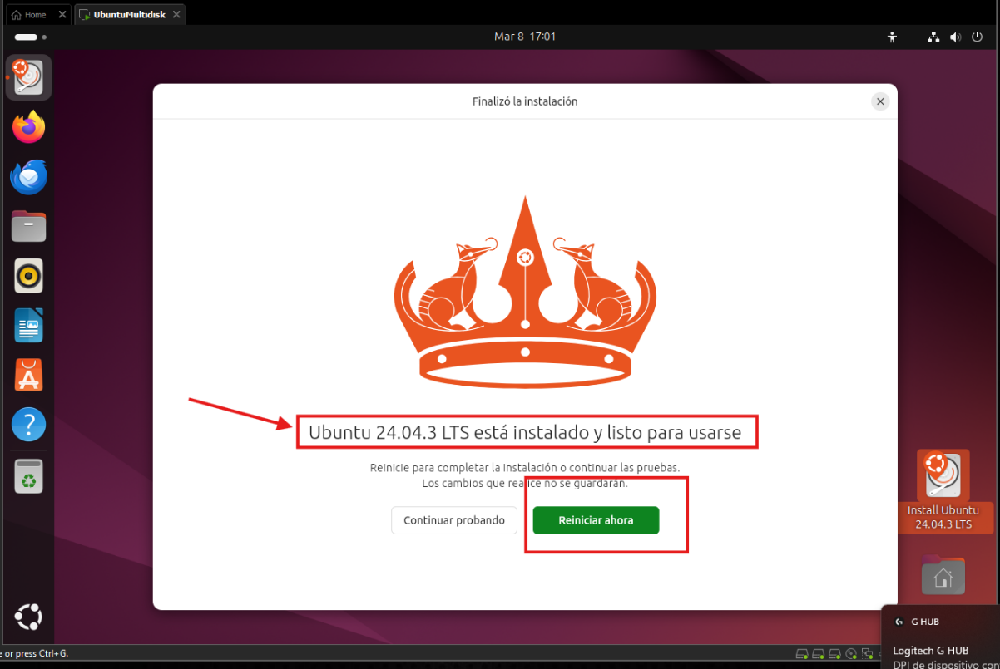 Home
UbuntuMultidisk
Mar 8 17:01
Finalizó la instalación
Ubuntu 24.04.3 LTS está instalado y listo para usarse
Reinicie para completar la instalación o continuar las pruebas.
Los cambios que realice no se guardarán.
Continuar probando
Reiniciar ahora
Install Ubuntu
24.04.3 LTS
G HUB
Logitech G HUB
DPI de dispositivo con
e or press Ctrl+G.